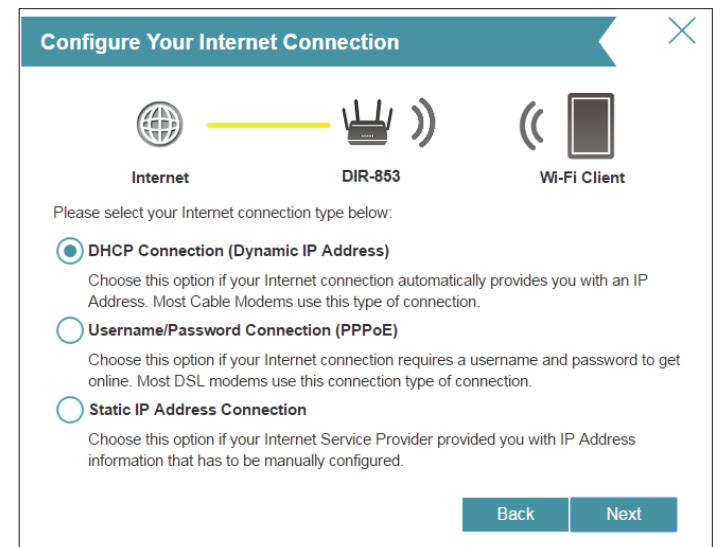 Configure Your Internet Connection
Internet
DIR-853
Wi-Fi Client
Please select your Internet connection type below:
DHCP Connection (Dynamic IP Address)
Choose this option if your Internet connection automatically provides you with an IP
Address. Most Cable Modems use this type of connection.
Username/Password Connection (PPPoE)
Choose this option if your Internet connection requires a username and password to get
online. Most DSL modems use this connection type of connection.
Static IP Address Connection
Choose this option if your Internet Service Provider provided you with IP Address
information that has to be manually configured.
Back
Next